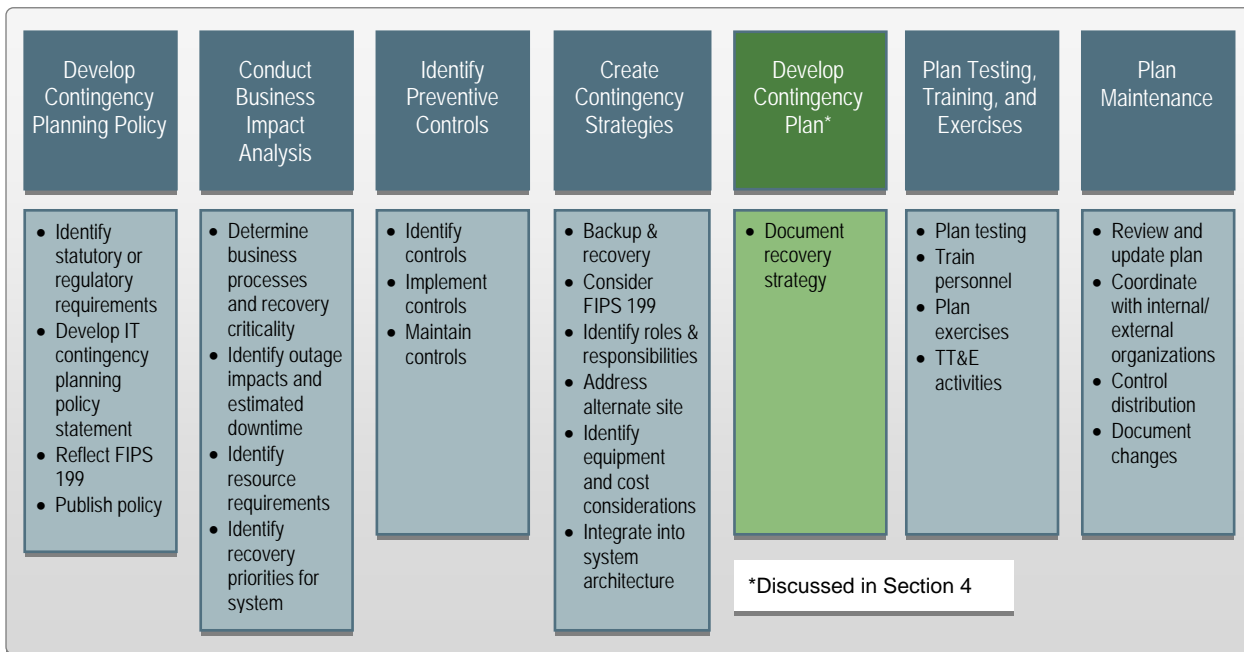 Develop
Contingency
Planning Policy
Conduct
Business
Impact
Analysis
Identify
Preventive
Controls
Create
Contingency
Strategies
Develop
Contingency
Plan*
Plan Testing,
Training, and
Exercises
Plan
Maintenance
• Identify
statutory or
regulatory
requirements
• Develop IT
contingency
planning
policy
statement
• Reflect FIPS
199
• Publish policy
• Determine
business
processes
and recovery
criticality
• Identify outage
impacts and
estimated
downtime
• Identify
resource
requirements
• Identify
recovery
priorities for
system
• Identify
controls
• Implement
controls
• Maintain
controls
• Backup &
recovery
• Consider
FIPS 199
• Identify roles &
responsibilities
• Address
alternate site
• Identify
equipment
and cost
considerations
• Integrate into
system
architecture
• Document
recovery
strategy
• Plan testing
• Train
personnel
• Plan
exercises
• TT&E
activities
• Review and
update plan
• Coordinate
with internal/
external
organizations
• Control
distribution
• Document
changes
*Discussed in Section 4